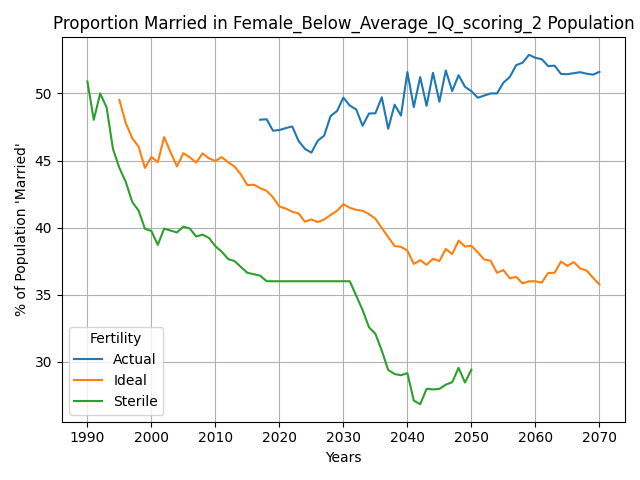 Proportion Married in Female_Below_Average_IQ_scoring_2 Population
% of Population 'Married'
50
45
40
35
30
Fertility
Actual
Ideal
Sterile
1990 2000 2010 2020 2030 2040 2050 2060 2070
Years